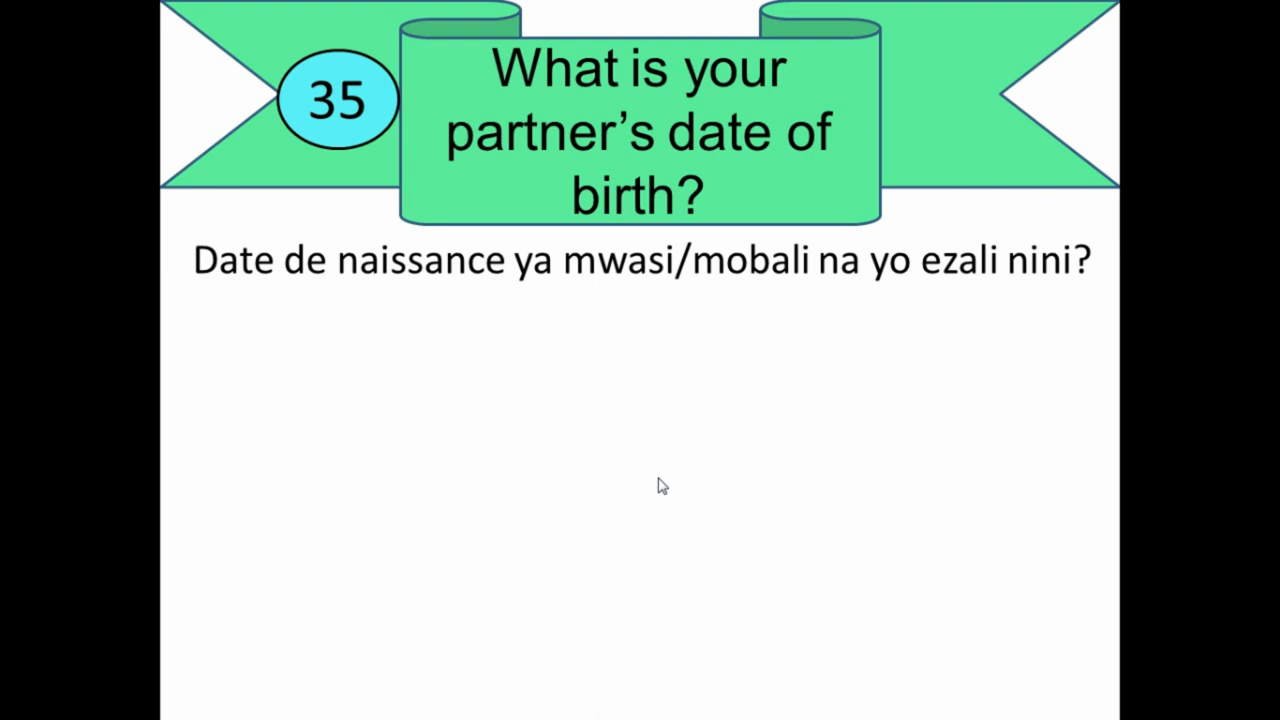 35
What is your
partner’s date of
birth?
Date de naissance ya mwasi/mobali na yo ezali nini?